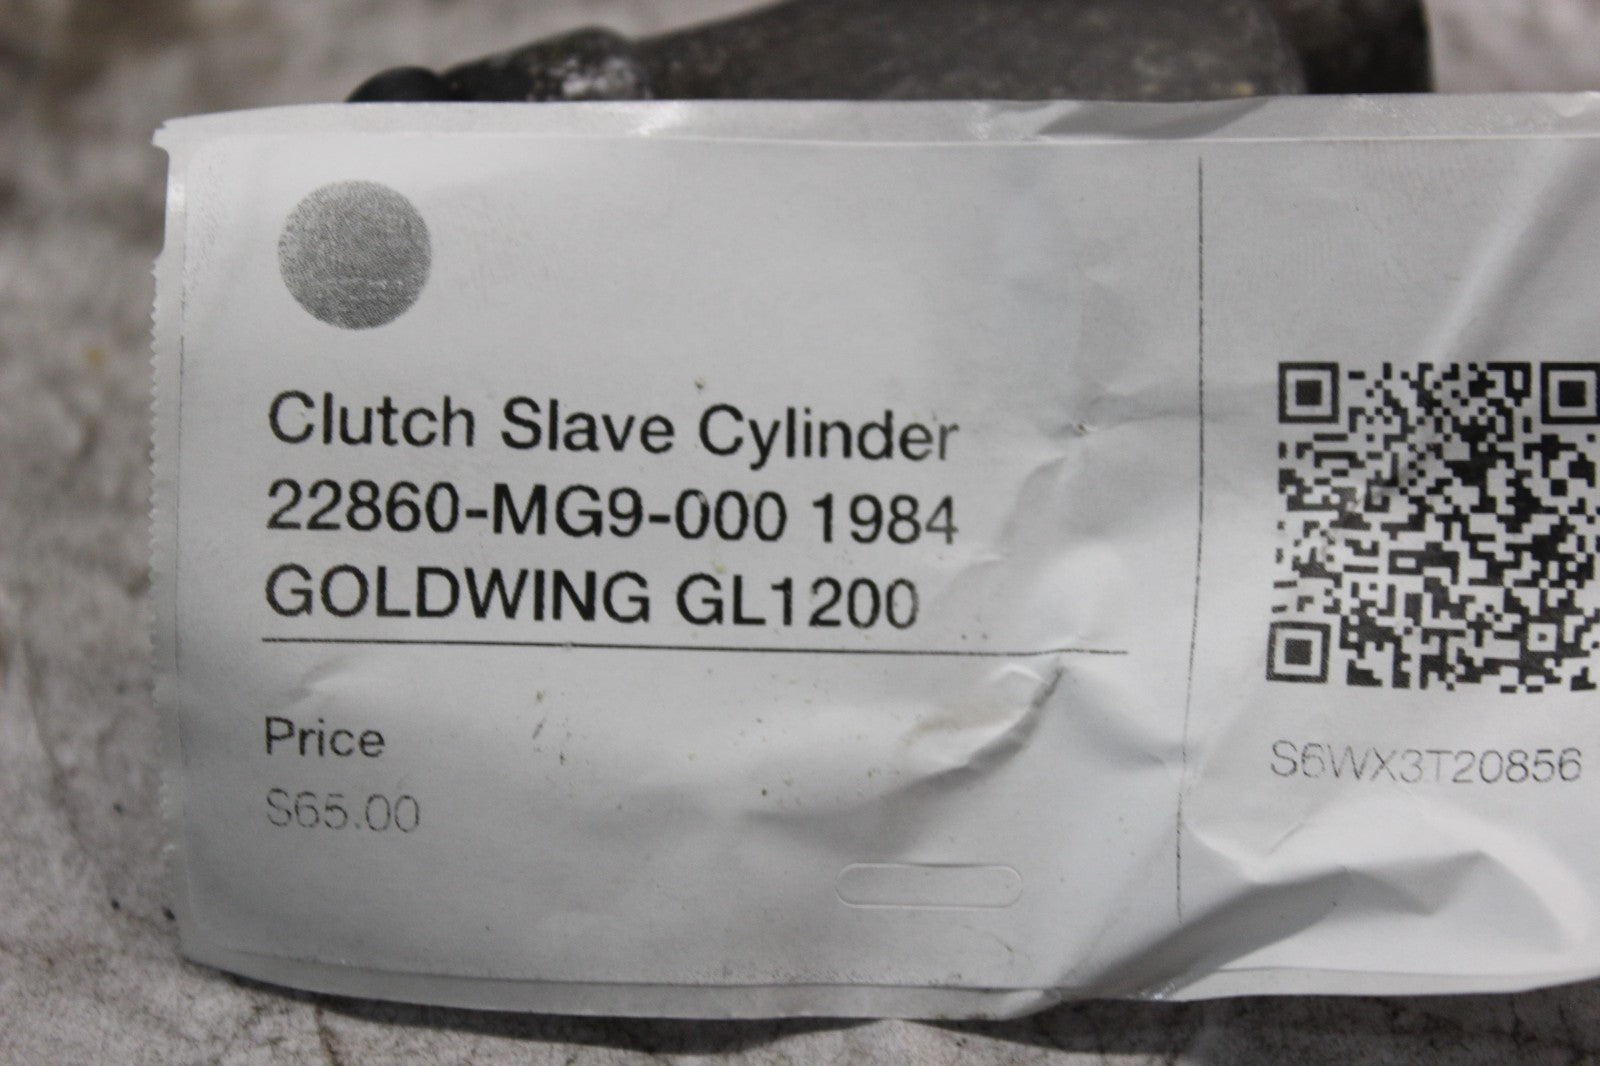 Clutch Slave Cylinder
22860-MG9-000 1984
GOLDWING GL1200
Price
$65.00
S6WX3T20856